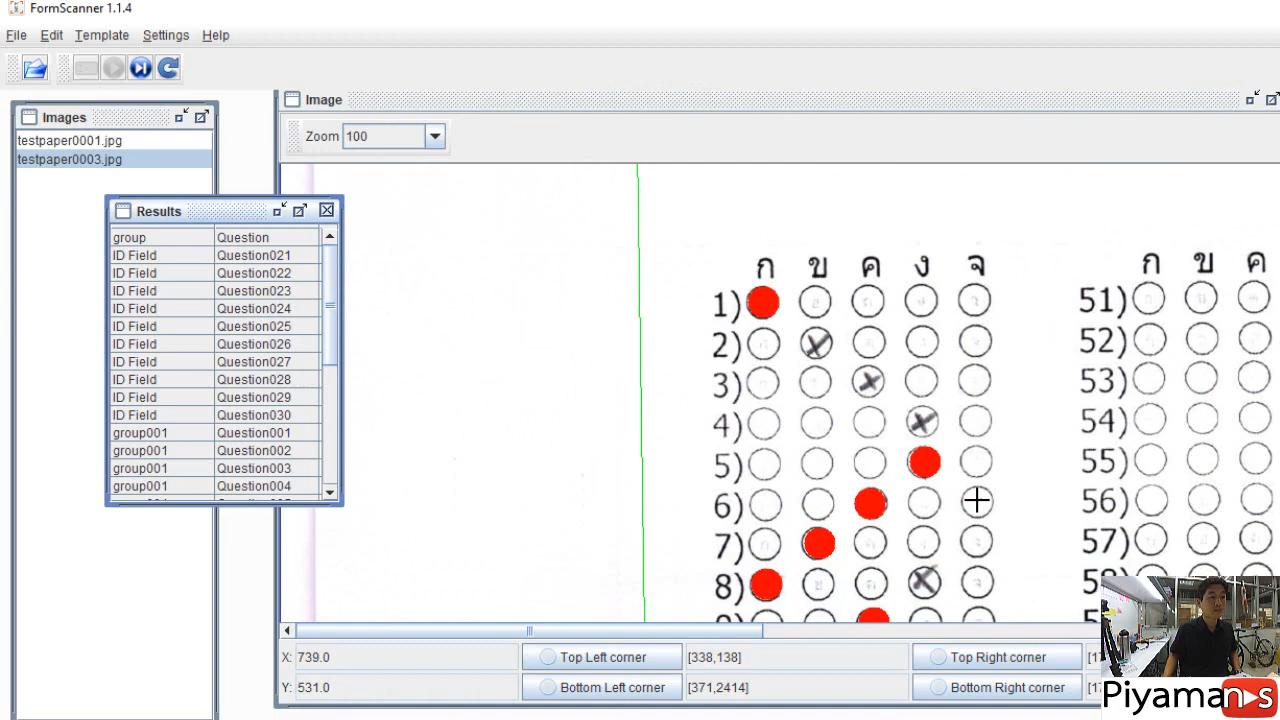 FormScanner 1.1.4
File Edit Template Settings Help
Images
testpaper0001.jpg
testpaper0003.jpg
Results
group Question
ID Field Question021
ID Field Question022
ID Field Question023
ID Field Question024
ID Field Question025
ID Field Question026
ID Field Question027
ID Field Question028
ID Field Question029
ID Field Question030
group001 Question001
group001 Question002
group001 Question003
group001 Question004
Image
Zoom 100
ก ข ค ง จ
1)
2)
3)
4)
5)
6)
7)
8)
ก ข ค
51)
52)
53)
54)
55)
56)
57)
X: 739.0 Top Left corner [338,138] Top Right corner
Y: 531.0 Bottom Left corner [371,2414] Bottom Right corner
Piyamanas